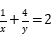 1/x + 4/y = 2